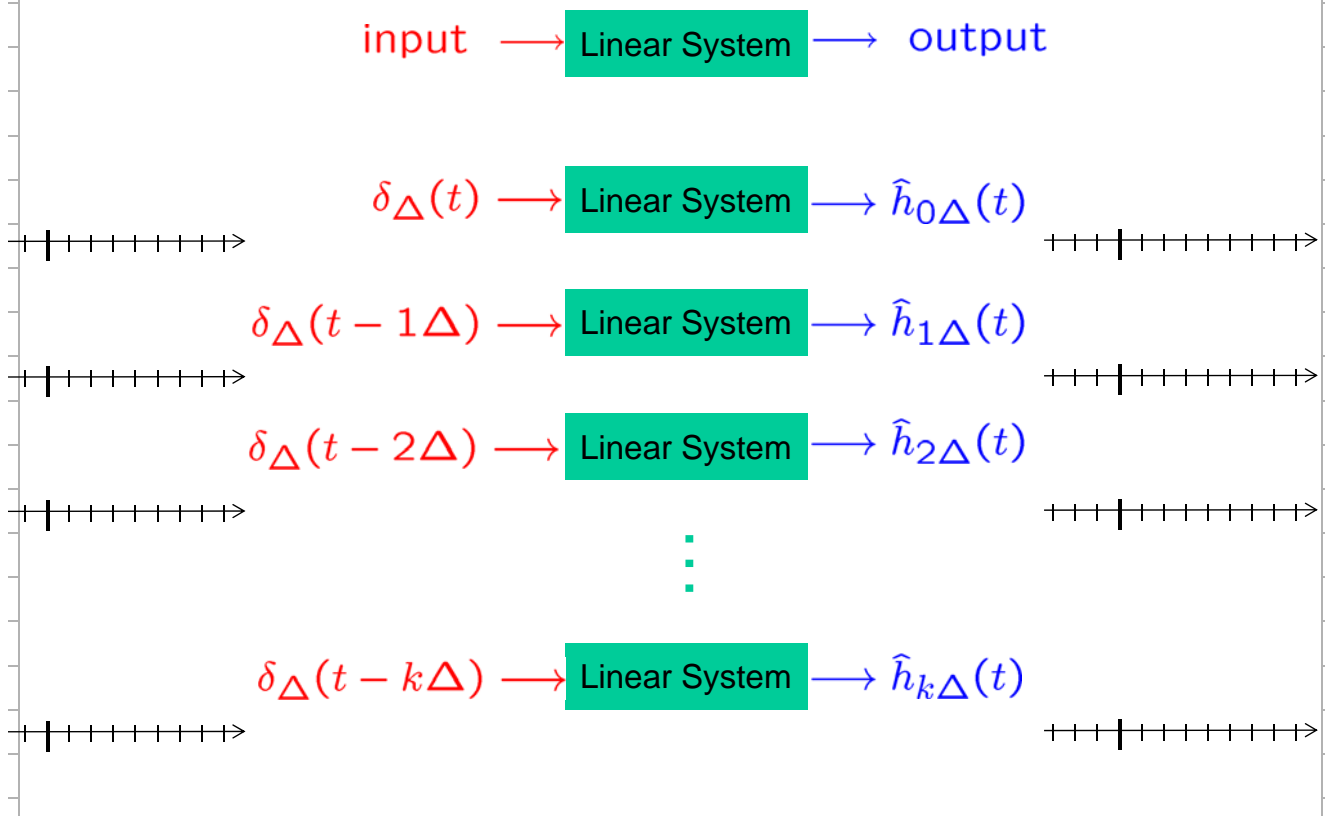 input → Linear System → output
δ_Δ(t) → Linear System → ĥ_{0Δ}(t)
δ_Δ(t − 1Δ) → Linear System → ĥ_{1Δ}(t)
δ_Δ(t − 2Δ) → Linear System → ĥ_{2Δ}(t)
⋮
δ_Δ(t − kΔ) → Linear System → ĥ_{kΔ}(t)